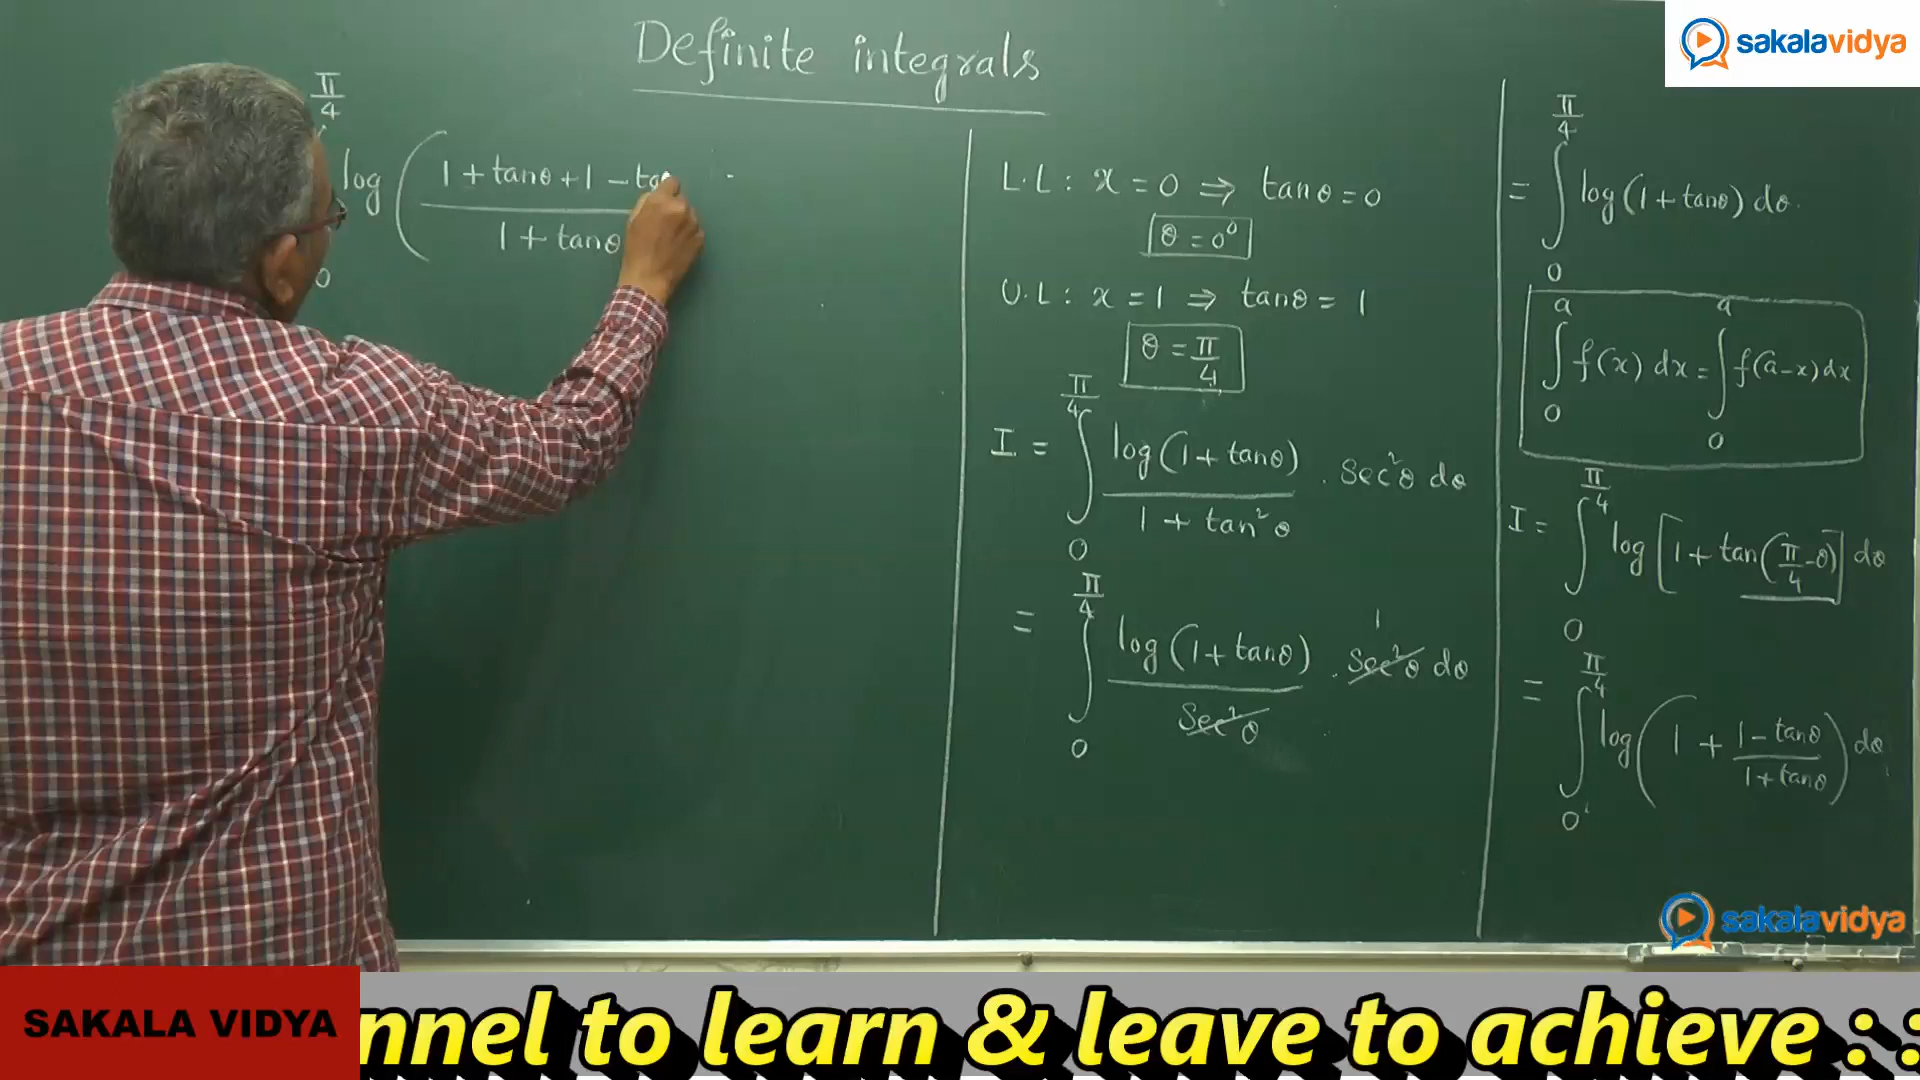 Definite integrals
π/4
log ( 1 + tanθ + 1 - tan
1 + tanθ
0
L.L : x = 0 ⇒ tanθ = 0
θ = 0⁰
U.L : x = 1 ⇒ tanθ = 1
θ = π/4
π/4
I = ∫ log (1 + tanθ) / 1 + tan²θ . Sec²θ dθ
0
π/4
= ∫ log (1 + tanθ) / Sec²θ . Sec²θ dθ
1
0
π/4
= ∫ log (1 + tanθ) dθ
0
a a
∫ f(x) dx = ∫ f(a-x) dx
0 0
π/4
I = ∫ log [1 + tan(π/4 - θ)] dθ
0
π/4
= ∫ log ( 1 + 1 - tanθ / 1 + tanθ ) dθ
0
sakalavidya
sakalavidya
SAKALA VIDYA
nnel to learn & leave to achieve : :